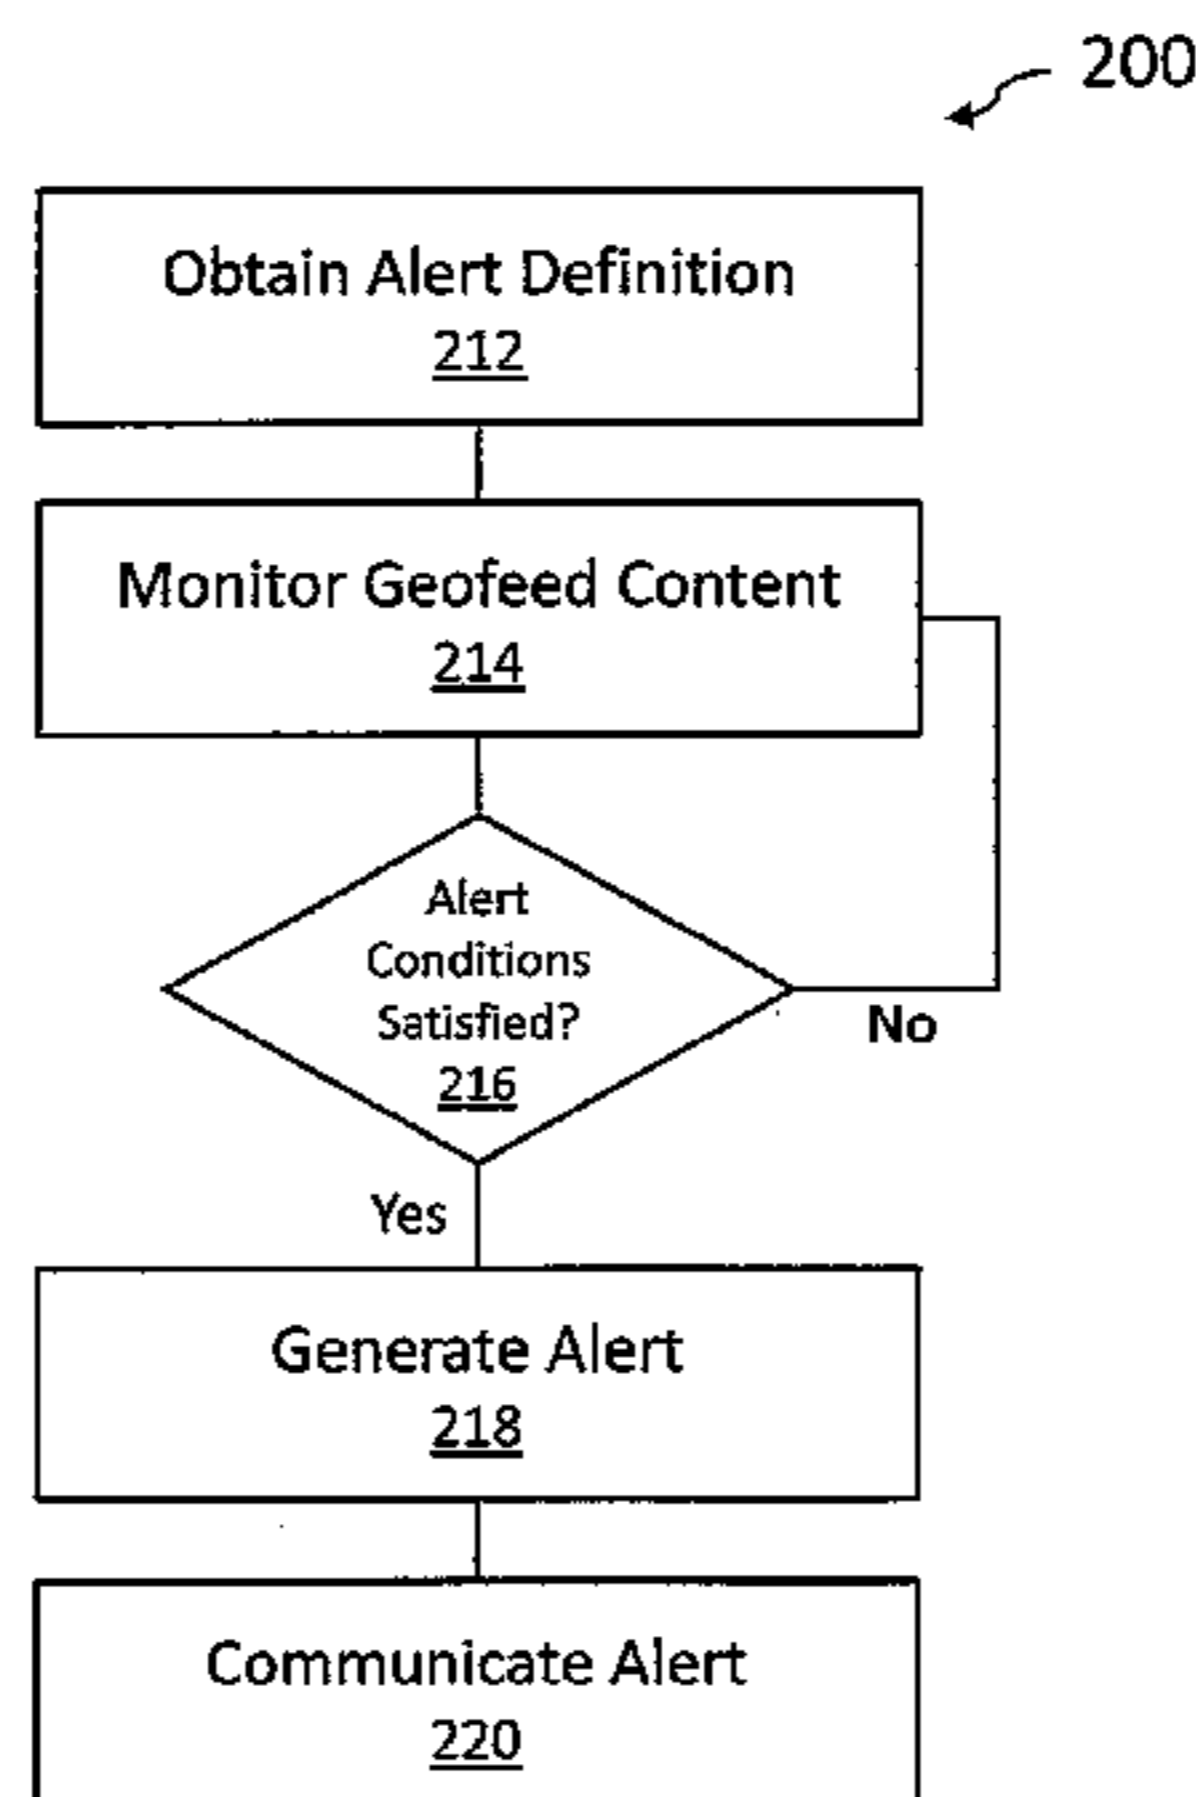 200
Obtain Alert Definition
212
Monitor Geofeed Content
214
Alert
Conditions
Satisfied?
216
No
Yes
Generate Alert
218
Communicate Alert
220